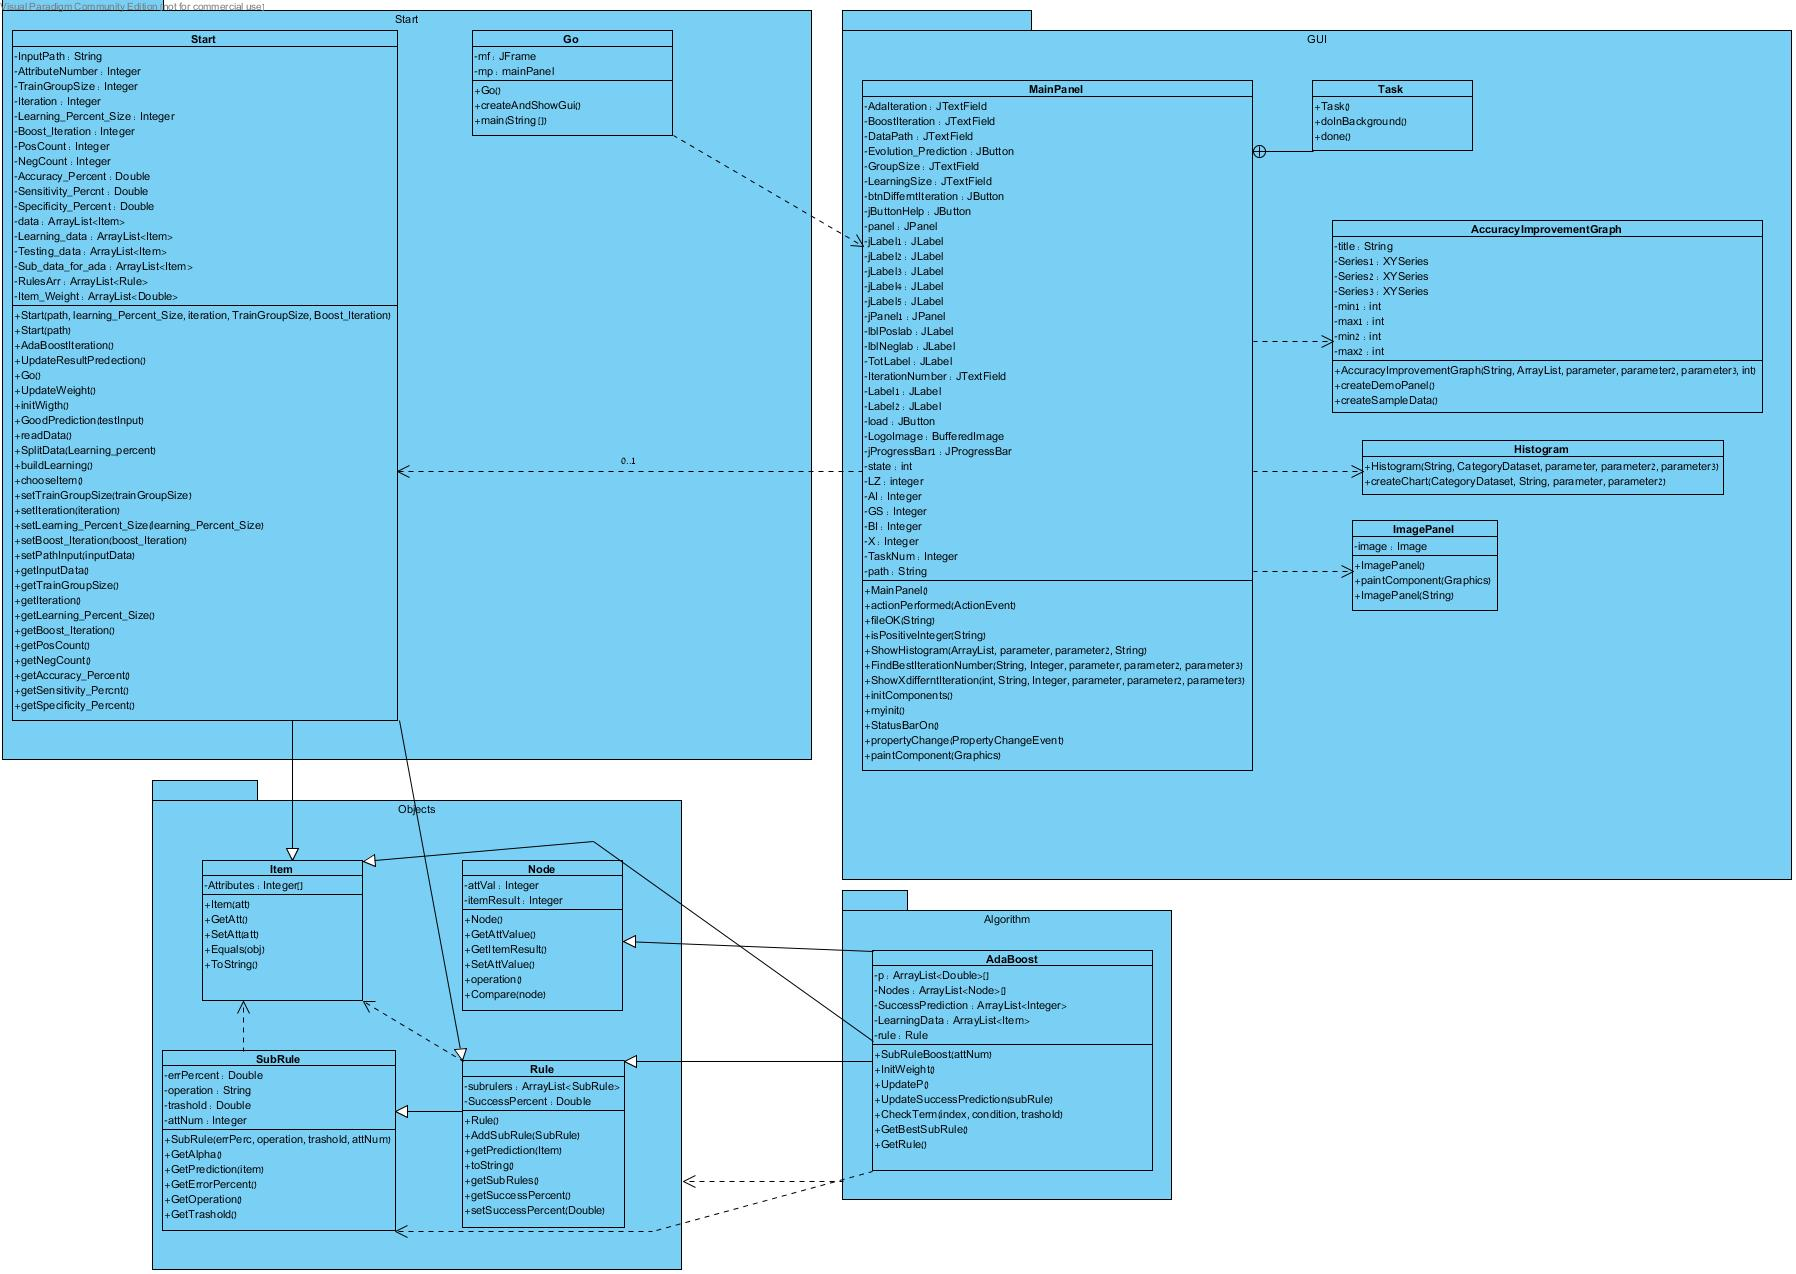 Visual Paradigm Community Edition [not for commercial use]
Start
Start
-InputPath : String
-AttributeNumber : Integer
-TrainGroupSize : Integer
-Iteration : Integer
-Learning_Percent_Size : Integer
-Boost_Iteration : Integer
-PosCount : Integer
-NegCount : Integer
-Accuracy_Percent : Double
-Sensitivity_Percnt : Double
-Specificity_Percent : Double
-data : ArrayList<Item>
-Learning_data : ArrayList<Item>
-Testing_data : ArrayList<Item>
-Sub_data_for_ada : ArrayList<Item>
-RulesArr : ArrayList<Rule>
-Item_Weight : ArrayList<Double>
+Start(path, learning_Percent_Size, iteration, TrainGroupSize, Boost_Iteration)
+Start(path)
+AdaBoostIteration()
+UpdateResultPredection()
+Go()
+UpdateWeight()
+initWigth()
+GoodPrediction(testInput)
+readData()
+SplitData(Learning_percent)
+buildLearning()
+chooseItem()
+setTrainGroupSize(trainGroupSize)
+setIteration(iteration)
+setLearning_Percent_Size(learning_Percent_Size)
+setBoost_Iteration(boost_Iteration)
+setPathInput(inputData)
+getInputData()
+getTrainGroupSize()
+getIteration()
+getLearning_Percent_Size()
+getBoost_Iteration()
+getPosCount()
+getNegCount()
+getAccuracy_Percent()
+getSensitivity_Percnt()
+getSpecificity_Percent()
Go
-mf : JFrame
-mp : mainPanel
+Go()
+createAndShowGui()
+main(String [])
0..1
GUI
MainPanel
-AdaIteration : JTextField
-BoostIteration : JTextField
-DataPath : JTextField
-Evolution_Prediction : JButton
-GroupSize : JTextField
-LearningSize : JTextField
-btnDifferntIteration : JButton
-jButtonHelp : JButton
-panel : JPanel
-jLabel1 : JLabel
-jLabel2 : JLabel
-jLabel3 : JLabel
-jLabel4 : JLabel
-jLabel5 : JLabel
-jPanel1 : JPanel
-lblPoslab : JLabel
-lblNeglab : JLabel
-TotLabel : JLabel
-IterationNumber : JTextField
-Label1 : JLabel
-Label2 : JLabel
-load : JButton
-LogoImage : BufferedImage
-jProgressBar1 : JProgressBar
-state : int
-LZ : integer
-AI : Integer
-GS : Integer
-BI : Integer
-X : Integer
-TaskNum : Integer
-path : String
+MainPanel()
+actionPerformed(ActionEvent)
+fileOK(String)
+isPositiveInteger(String)
+ShowHistogram(ArrayList, parameter, parameter2, String)
+FindBestIterationNumber(String, Integer, parameter, parameter2, parameter3)
+ShowXdifferntIteration(int, String, Integer, parameter, parameter2, parameter3)
+initComponents()
+myinit()
+StatusBarOn()
+propertyChange(PropertyChangeEvent)
+paintComponent(Graphics)
Task
+Task()
+doInBackground()
+done()
AccuracyImprovementGraph
-title : String
-Series1 : XYSeries
-Series2 : XYSeries
-Series3 : XYSeries
-min1 : int
-max1 : int
-min2 : int
-max2 : int
+AccuracyImprovementGraph(String, ArrayList, parameter, parameter2, parameter3, int)
+createDemoPanel()
+createSampleData()
Histogram
+Histogram(String, CategoryDataset, parameter, parameter2, parameter3)
+createChart(CategoryDataset, String, parameter, parameter2)
ImagePanel
-image : Image
+ImagePanel()
+paintComponent(Graphics)
+ImagePanel(String)
Objects
Item
-Attributes : Integer[]
+Item(att)
+GetAtt()
+SetAtt(att)
+Equals(obj)
+ToString()
Node
-attVal : Integer
-itemResult : Integer
+Node()
+GetAttValue()
+GetItemResult()
+SetAttValue()
+operation()
+Compare(node)
SubRule
-errPercent : Double
-operation : String
-trashold : Double
-attNum : Integer
+SubRule(errPerc, operation, trashold, attNum)
+GetAlpha()
+GetPrediction(item)
+GetErrorPercent()
+GetOperation()
+GetTrashold()
Rule
-subrulers : ArrayList<SubRule>
-SuccessPercent : Double
+Rule()
+AddSubRule(SubRule)
+getPrediction(Item)
+toString()
+getSubRules()
+getSuccessPercent()
+setSuccessPercent(Double)
Algorithm
AdaBoost
-p : ArrayList<Double>[]
-Nodes : ArrayList<Node>[]
-SuccessPrediction : ArrayList<Integer>
-LearningData : ArrayList<Item>
-rule : Rule
+SubRuleBoost(attNum)
+InitWeight()
+UpdateP()
+UpdateSuccessPrediction(subRule)
+CheckTerm(index, condition, trashold)
+GetBestSubRule()
+GetRule()